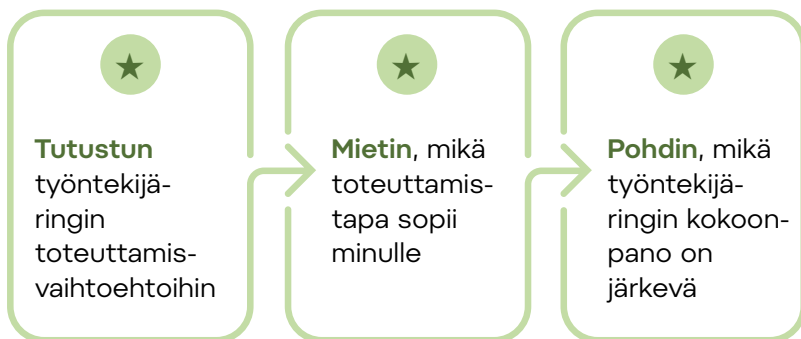 Tutustun
työntekijä-
ringin
toteuttamis-
vaihtoehtoihin
Mietin, mikä
toteuttamis-
tapa sopii
minulle
Pohdin, mikä
työntekijä-
ringin kokoon-
pano on
järkevä